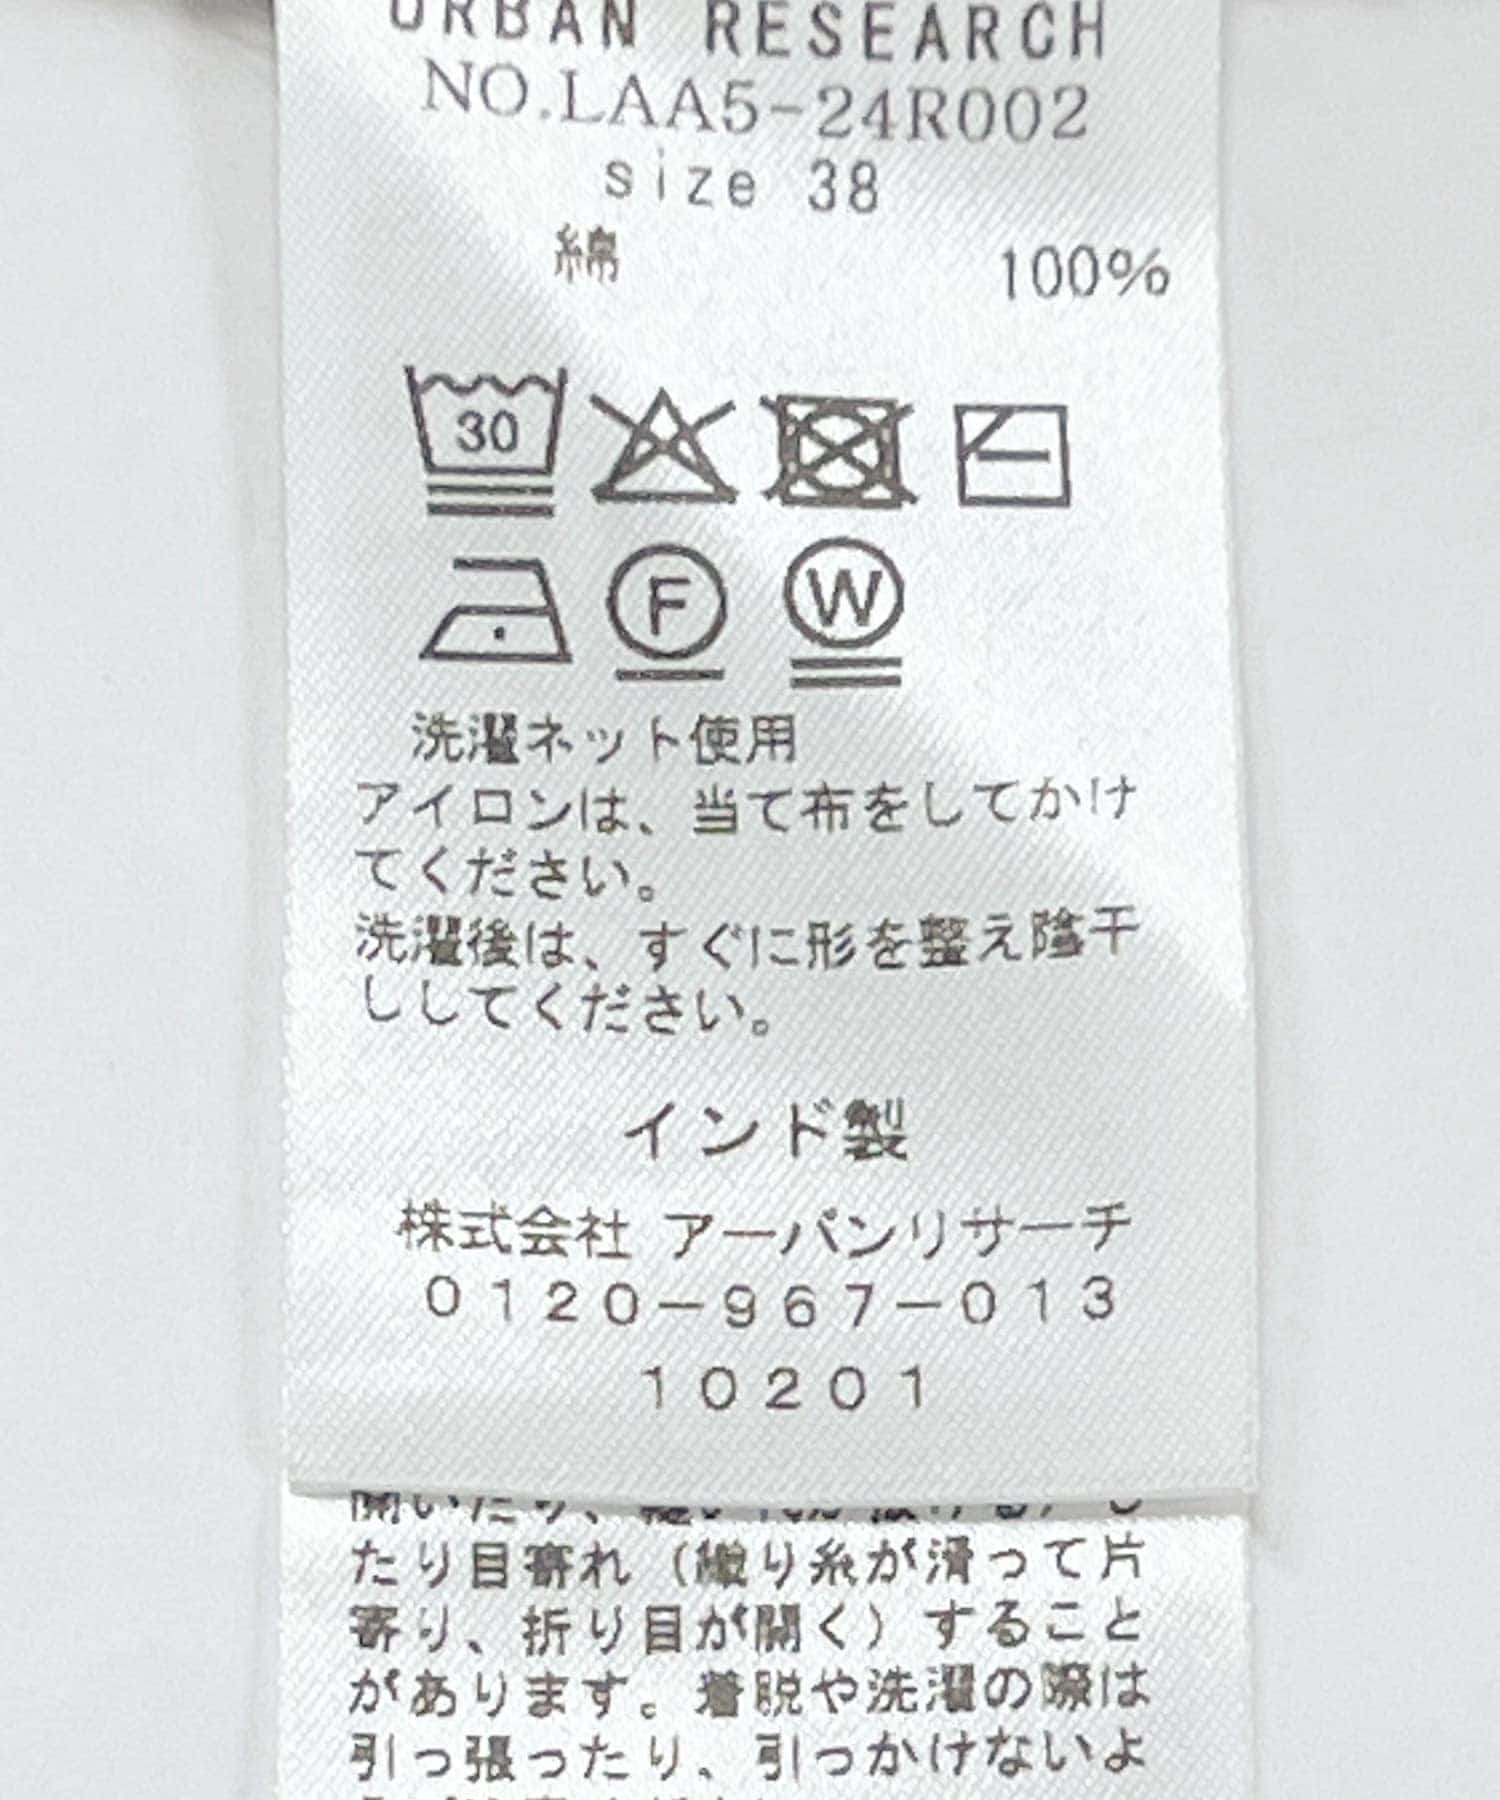 URBAN RESEARCH
NO.LAA5-24R002
size 38
綿 100%
30
F W
洗濯ネット使用
アイロンは、当て布をしてかけ
てください。
洗濯後は、すぐに形を整え陰干
ししてください。
インド製
株式会社 アーバンリサーチ
0120-967-013
10201
たり目寄れ（織り糸が滑って片
寄り、折り目が開く）すること
があります。着脱や洗濯の際は
引っ張ったり、引っかけないよ